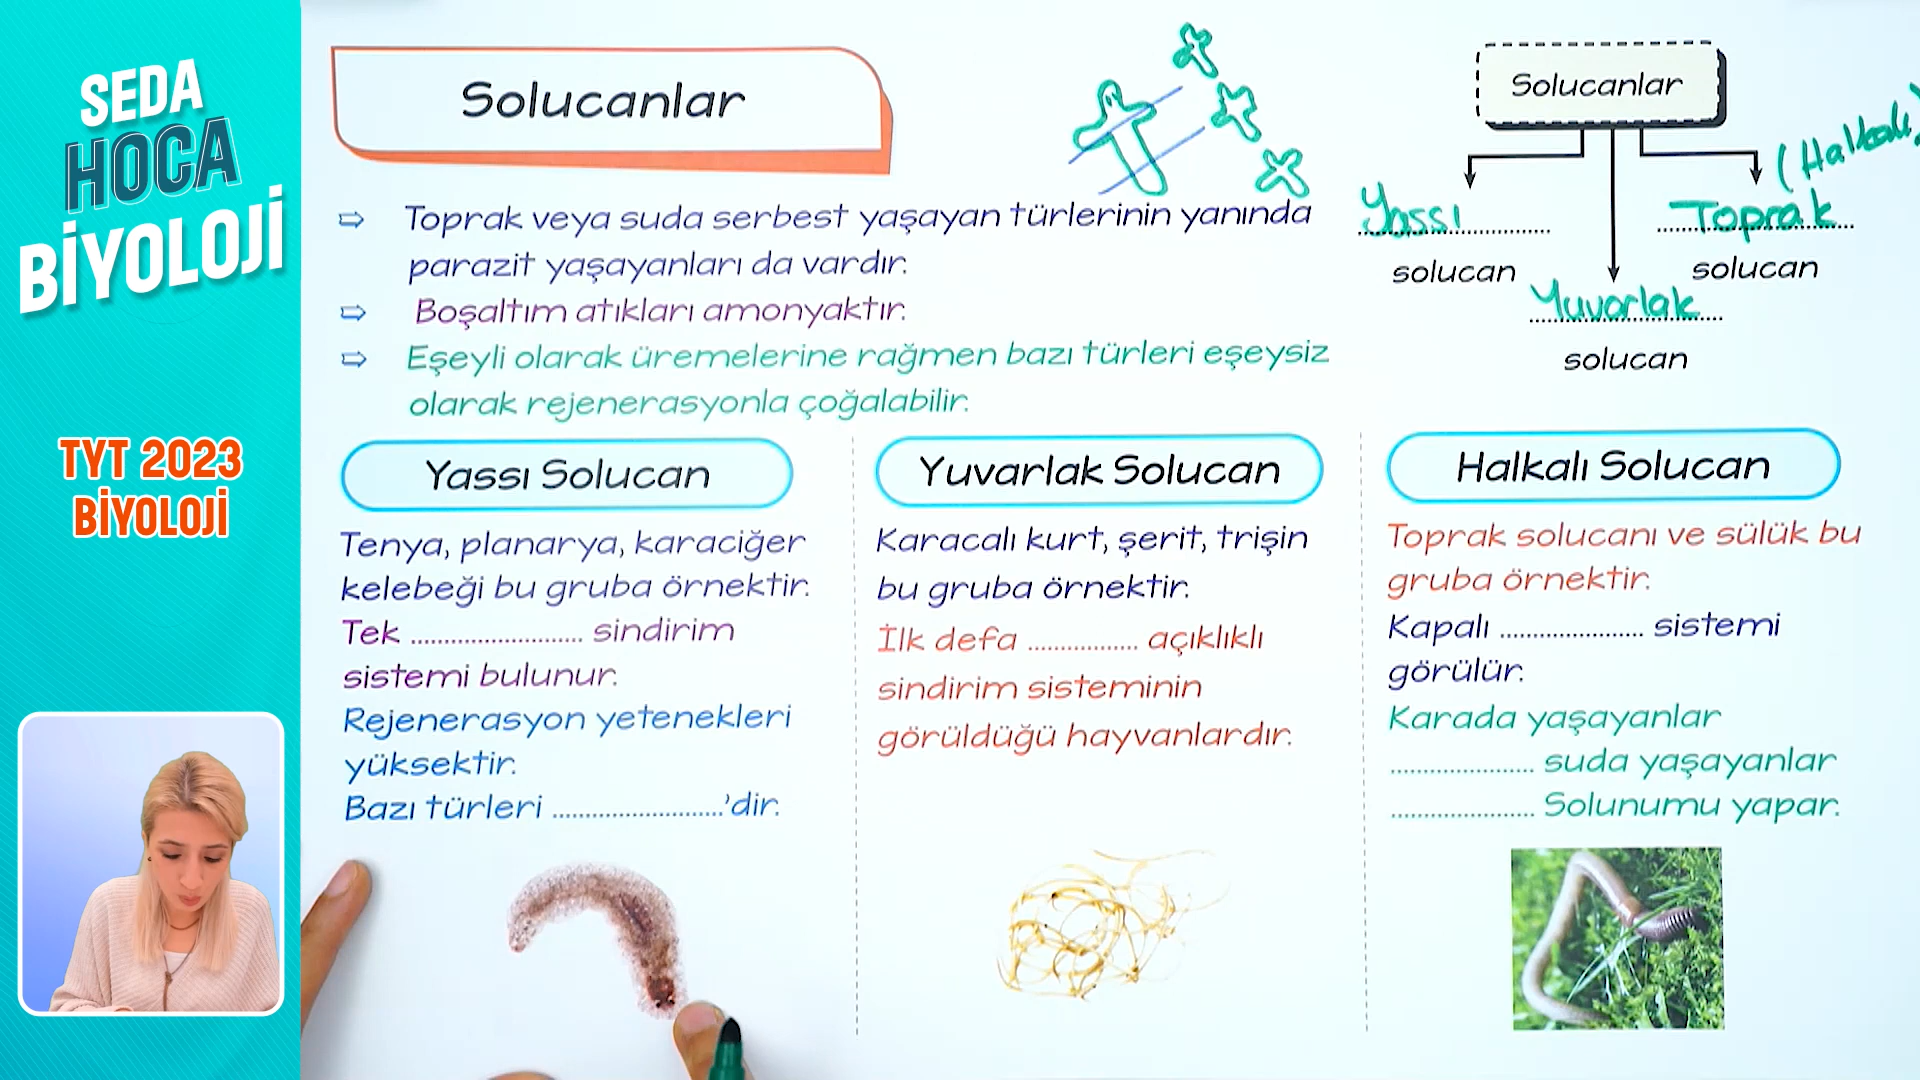 SEDA
HOCA
BİYOLOJİ
TYT 2023
BİYOLOJİ
Solucanlar
⇨ Toprak veya suda serbest yaşayan türlerinin yanında
parazit yaşayanları da vardır.
⇨ Boşaltım atıkları amonyaktır.
⇨ Eşeyli olarak üremelerine rağmen bazı türleri eşeysiz
olarak rejenerasyonla çoğalabilir.
Solucanlar
(Halkalı)
Yassı
solucan
Toprak
solucan
Yuvarlak
solucan
Yassı Solucan
Tenya, planarya, karaciğer
kelebeği bu gruba örnektir.
Tek .......................... sindirim
sistemi bulunur.
Rejenerasyon yetenekleri
yüksektir.
Bazı türleri ..........................'dir.
Yuvarlak Solucan
Karacalı kurt, şerit, trişin
bu gruba örnektir.
İlk defa ................. açıklıklı
sindirim sisteminin
görüldüğü hayvanlardır.
Halkalı Solucan
Toprak solucanı ve sülük bu
gruba örnektir.
Kapalı ...................... sistemi
görülür.
Karada yaşayanlar
...................... suda yaşayanlar
...................... Solunumu yapar.